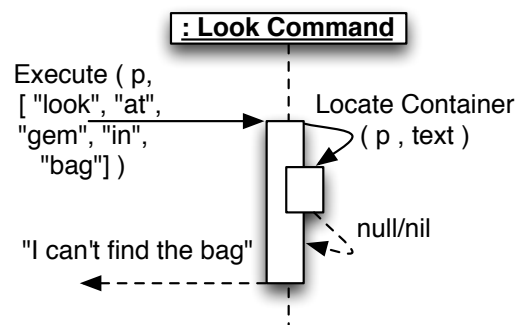 : Look Command
Execute ( p,
[ "look", "at",
"gem", "in",
"bag"] )
Locate Container
( p , text )
null/nil
"I can't find the bag"